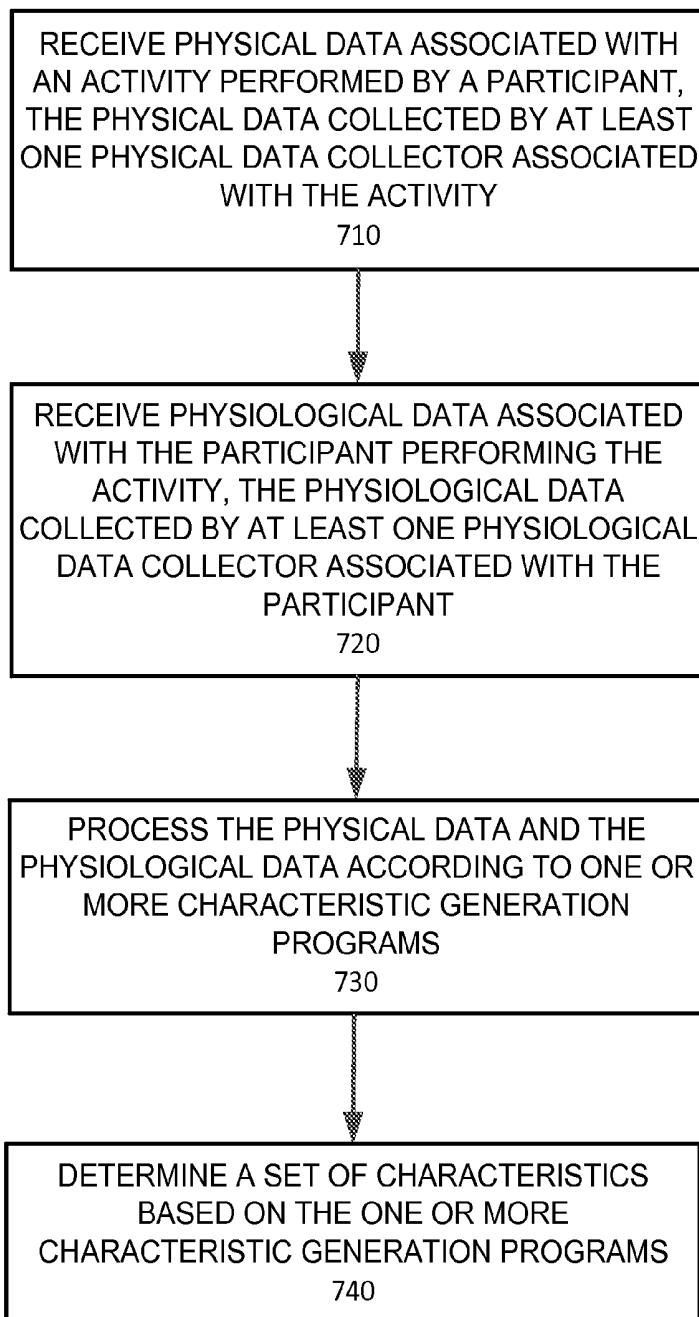 RECEIVE PHYSICAL DATA ASSOCIATED WITH
AN ACTIVITY PERFORMED BY A PARTICIPANT,
THE PHYSICAL DATA COLLECTED BY AT LEAST
ONE PHYSICAL DATA COLLECTOR ASSOCIATED
WITH THE ACTIVITY
710
RECEIVE PHYSIOLOGICAL DATA ASSOCIATED
WITH THE PARTICIPANT PERFORMING THE
ACTIVITY, THE PHYSIOLOGICAL DATA
COLLECTED BY AT LEAST ONE PHYSIOLOGICAL
DATA COLLECTOR ASSOCIATED WITH THE
PARTICIPANT
720
PROCESS THE PHYSICAL DATA AND THE
PHYSIOLOGICAL DATA ACCORDING TO ONE OR
MORE CHARACTERISTIC GENERATION
PROGRAMS
730
DETERMINE A SET OF CHARACTERISTICS
BASED ON THE ONE OR MORE
CHARACTERISTIC GENERATION PROGRAMS
740